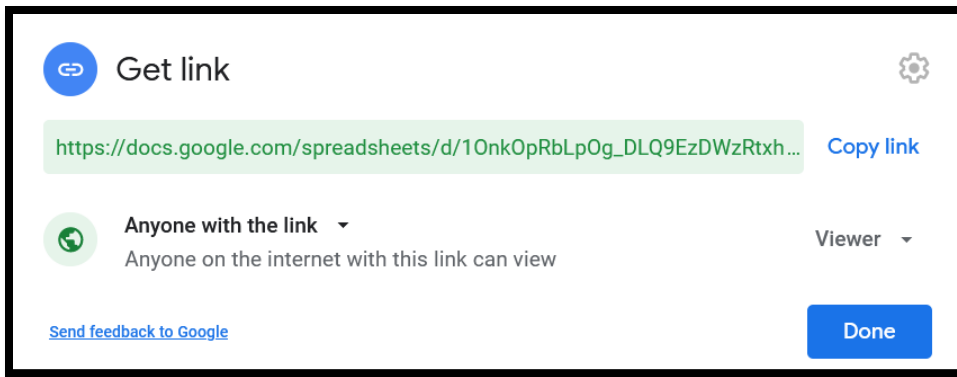 Get link
https://docs.google.com/spreadsheets/d/1OnkOpRbLpOg_DLQ9EzDWzRtxh... Copy link
Anyone with the link
Viewer
Anyone on the internet with this link can view
Send feedback to Google
Done